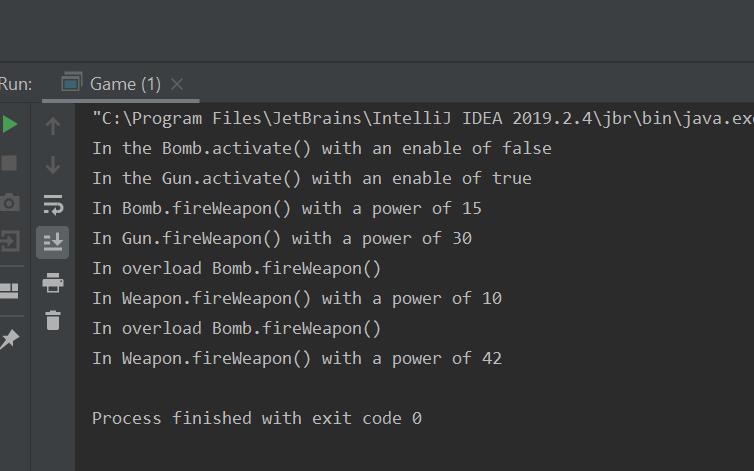 Run:
Game (1)
"C:\Program Files\JetBrains\IntelliJ IDEA 2019.2.4\jbr\bin\java.exe
In the Bomb.activate() with an enable of false
In the Gun.activate() with an enable of true
In Bomb.fireWeapon() with a power of 15
In Gun.fireWeapon() with a power of 30
In overload Bomb.fireWeapon()
In Weapon.fireWeapon() with a power of 10
In overload Bomb.fireWeapon()
In Weapon.fireWeapon() with a power of 42
Process finished with exit code 0